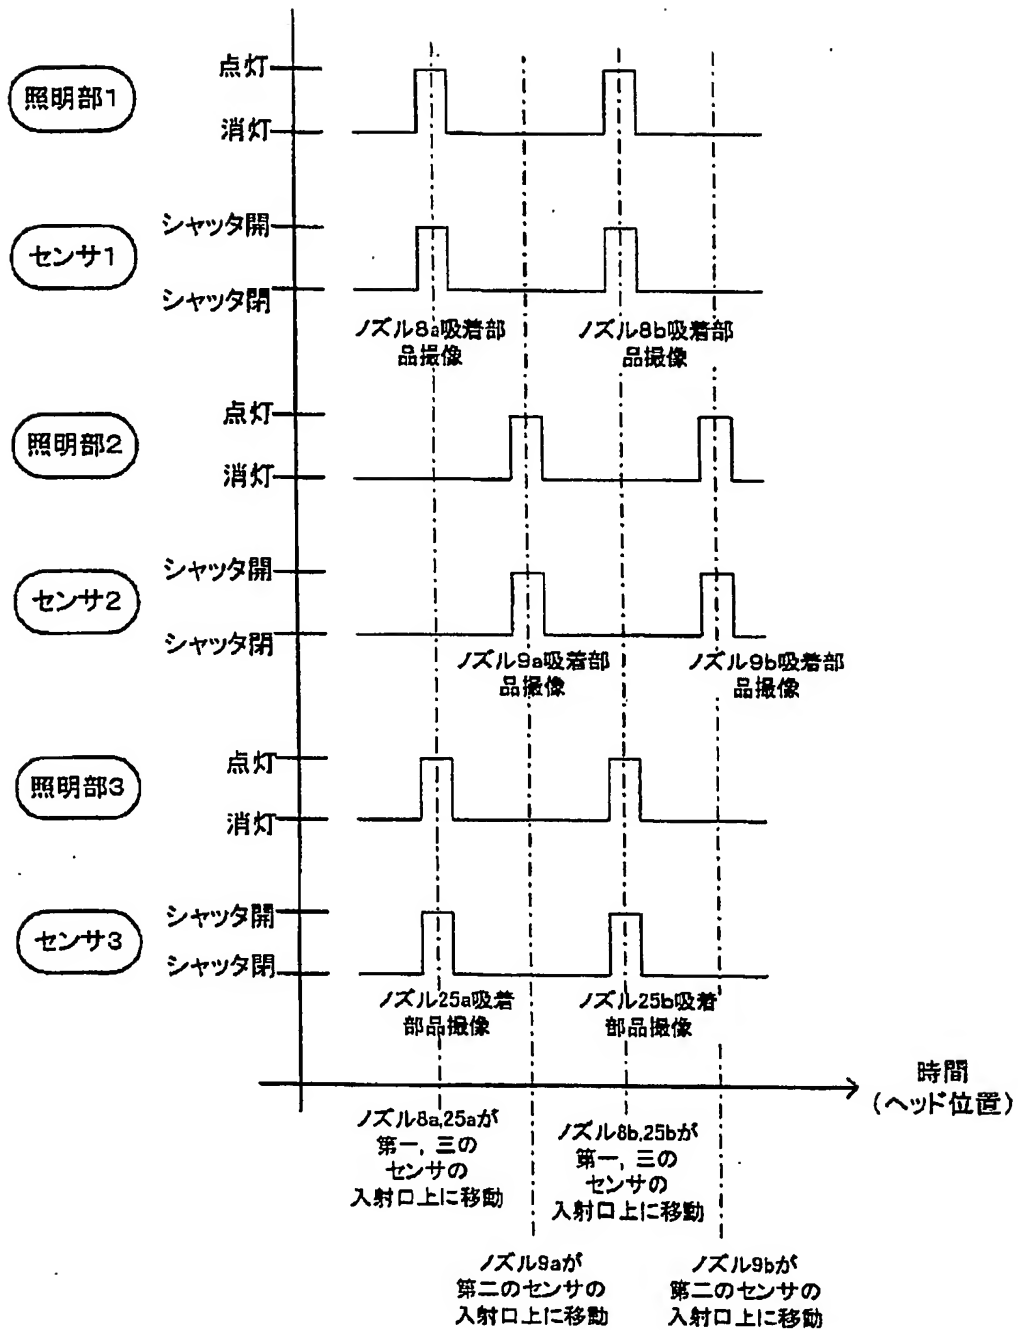 点灯
照明部1
消灯
シャッタ開
センサ1
シャッタ閉
ノズル8a吸着部
品撮像
ノズル8b吸着部
品撮像
点灯
照明部2
消灯
シャッタ開
センサ2
シャッタ閉
ノズル9a吸着部
品撮像
ノズル9b吸着部
品撮像
点灯
照明部3
消灯
シャッタ開
センサ3
シャッタ閉
ノズル25a吸着
部品撮像
ノズル25b吸着
部品撮像
時間
(ヘッド位置)
ノズル8a,25aが
第一,三の
センサの
入射口上に移動
ノズル8b,25bが
第一,三の
センサの
入射口上に移動
ノズル9aが
第二のセンサの
入射口上に移動
ノズル9bが
第二のセンサの
入射口上に移動